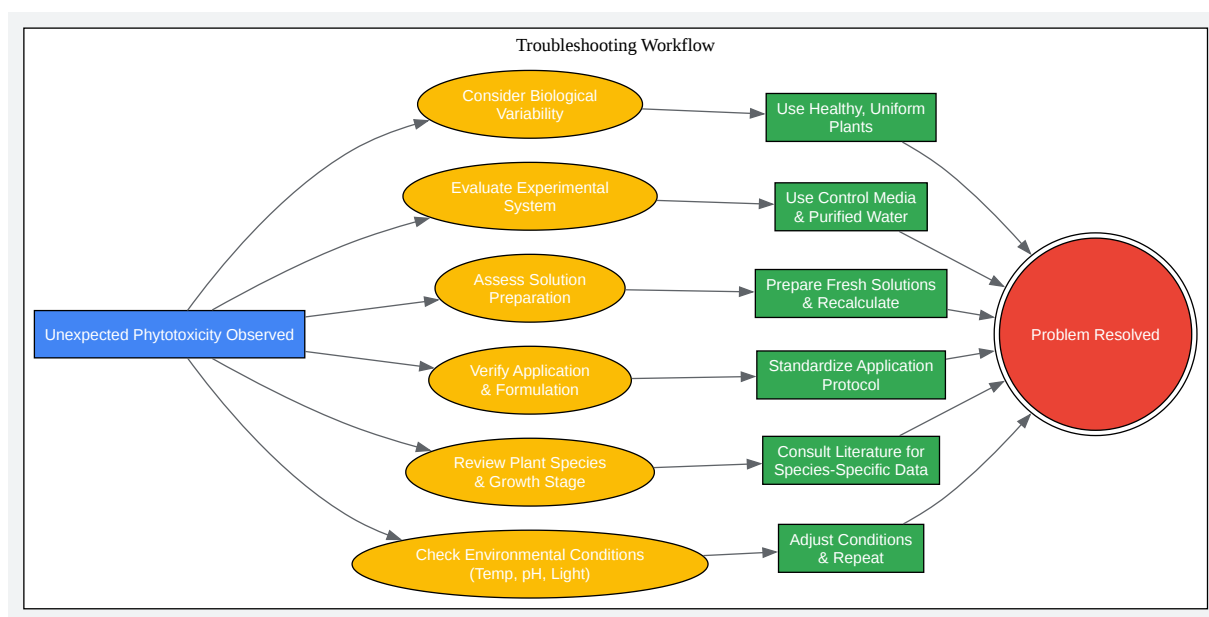 Troubleshooting Workflow
Consider Biological
Variability
Use Healthy, Uniform
Plants
Evaluate Experimental
System
Use Control Media
& Purified Water
Assess Solution
Preparation
Prepare Fresh Solutions
& Recalculate
Unexpected Phytotoxicity Observed
Problem Resolved
Verify Application
& Formulation
Standardize Application
Protocol
Review Plant Species
& Growth Stage
Consult Literature for
Species-Specific Data
Check Environmental Conditions
(Temp, pH, Light)
Adjust Conditions
& Repeat